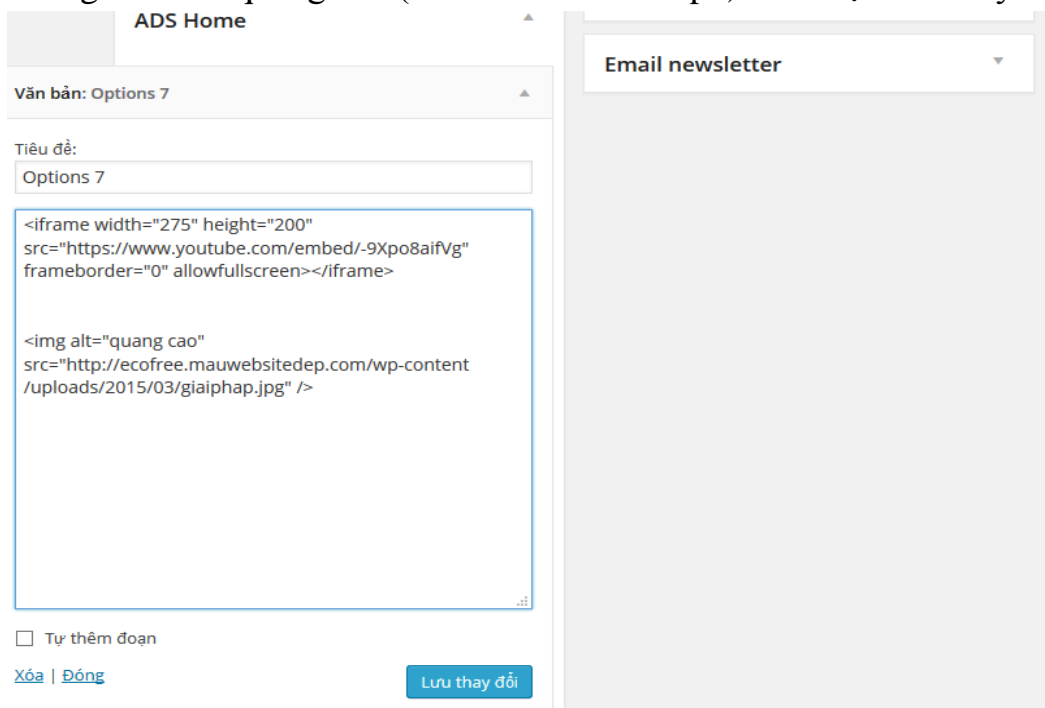 ADS Home
Email newsletter
Văn bản: Options 7
Tiêu đề:
Options 7
<iframe width="275" height="200"
src="https://www.youtube.com/embed/-9Xpo8aifVg"
frameborder="0" allowfullscreen></iframe>
<img alt="quang cao"
src="http://ecofree.mauwebsitedep.com/wp-content
/uploads/2015/03/giaiphap.jpg" />
Tự thêm đoạn
Xóa | Đóng
Lưu thay đổi